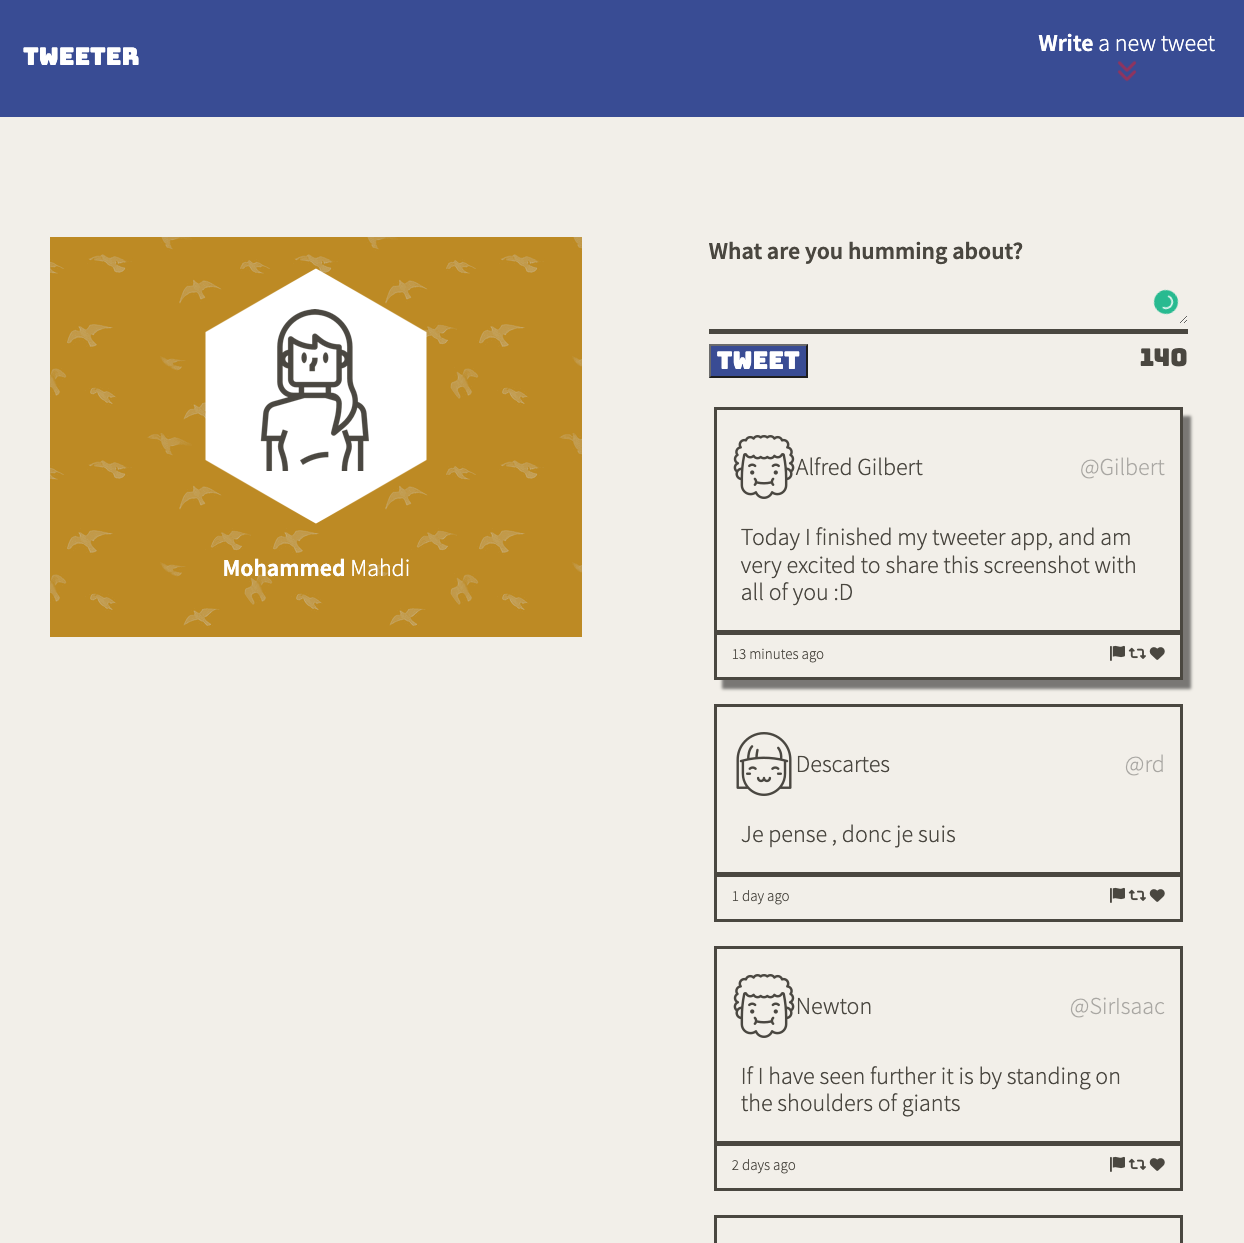 TWEETER
Write a new tweet
Mohammed Mahdi
What are you humming about?
TWEET
140
Alfred Gilbert
@Gilbert
Today I finished my tweeter app, and am
very excited to share this screenshot with
all of you :D
13 minutes ago
Descartes
@rd
Je pense , donc je suis
1 day ago
Newton
@SirIsaac
If I have seen further it is by standing on
the shoulders of giants
2 days ago